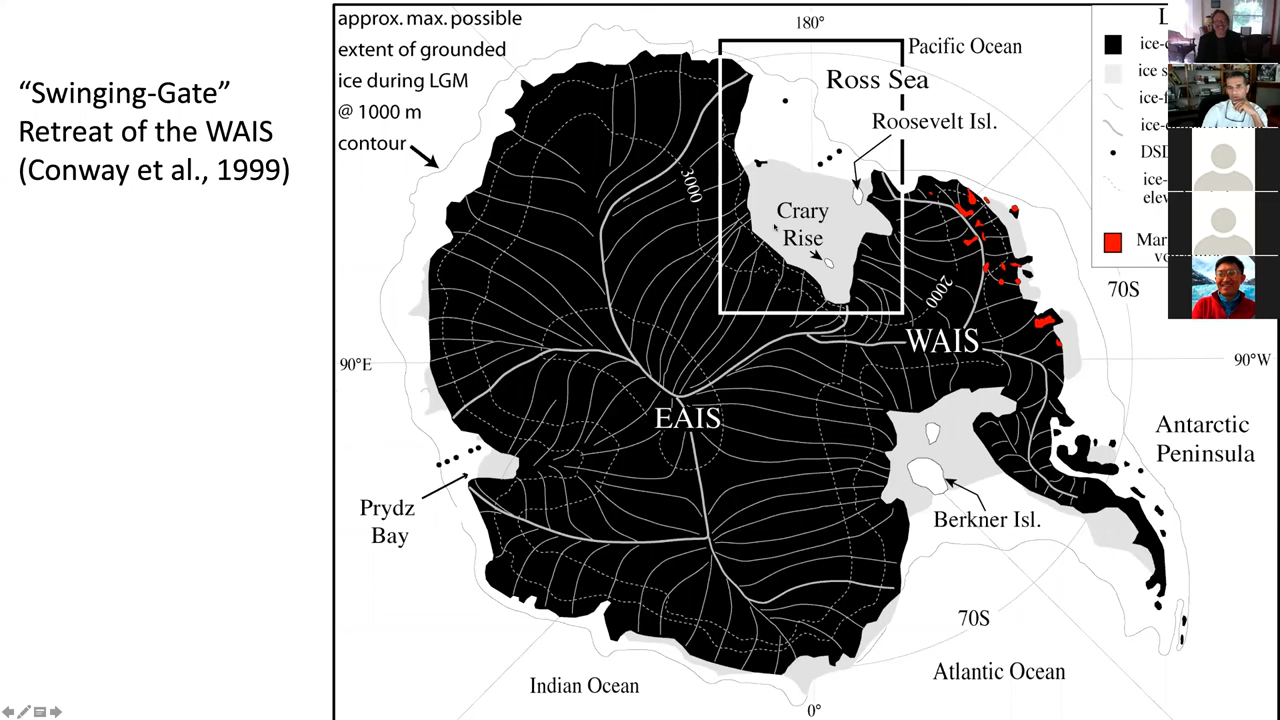 “Swinging-Gate”
Retreat of the WAIS
(Conway et al., 1999)
approx. max. possible
extent of grounded
ice during LGM
@ 1000 m
contour
180°
Pacific Ocean
Ross Sea
Roosevelt Isl.
3000
Crary
Rise
2000
WAIS
70S
90°E
90°W
EAIS
Antarctic
Peninsula
Prydz
Bay
Berkner Isl.
70S
Indian Ocean
Atlantic Ocean
0°